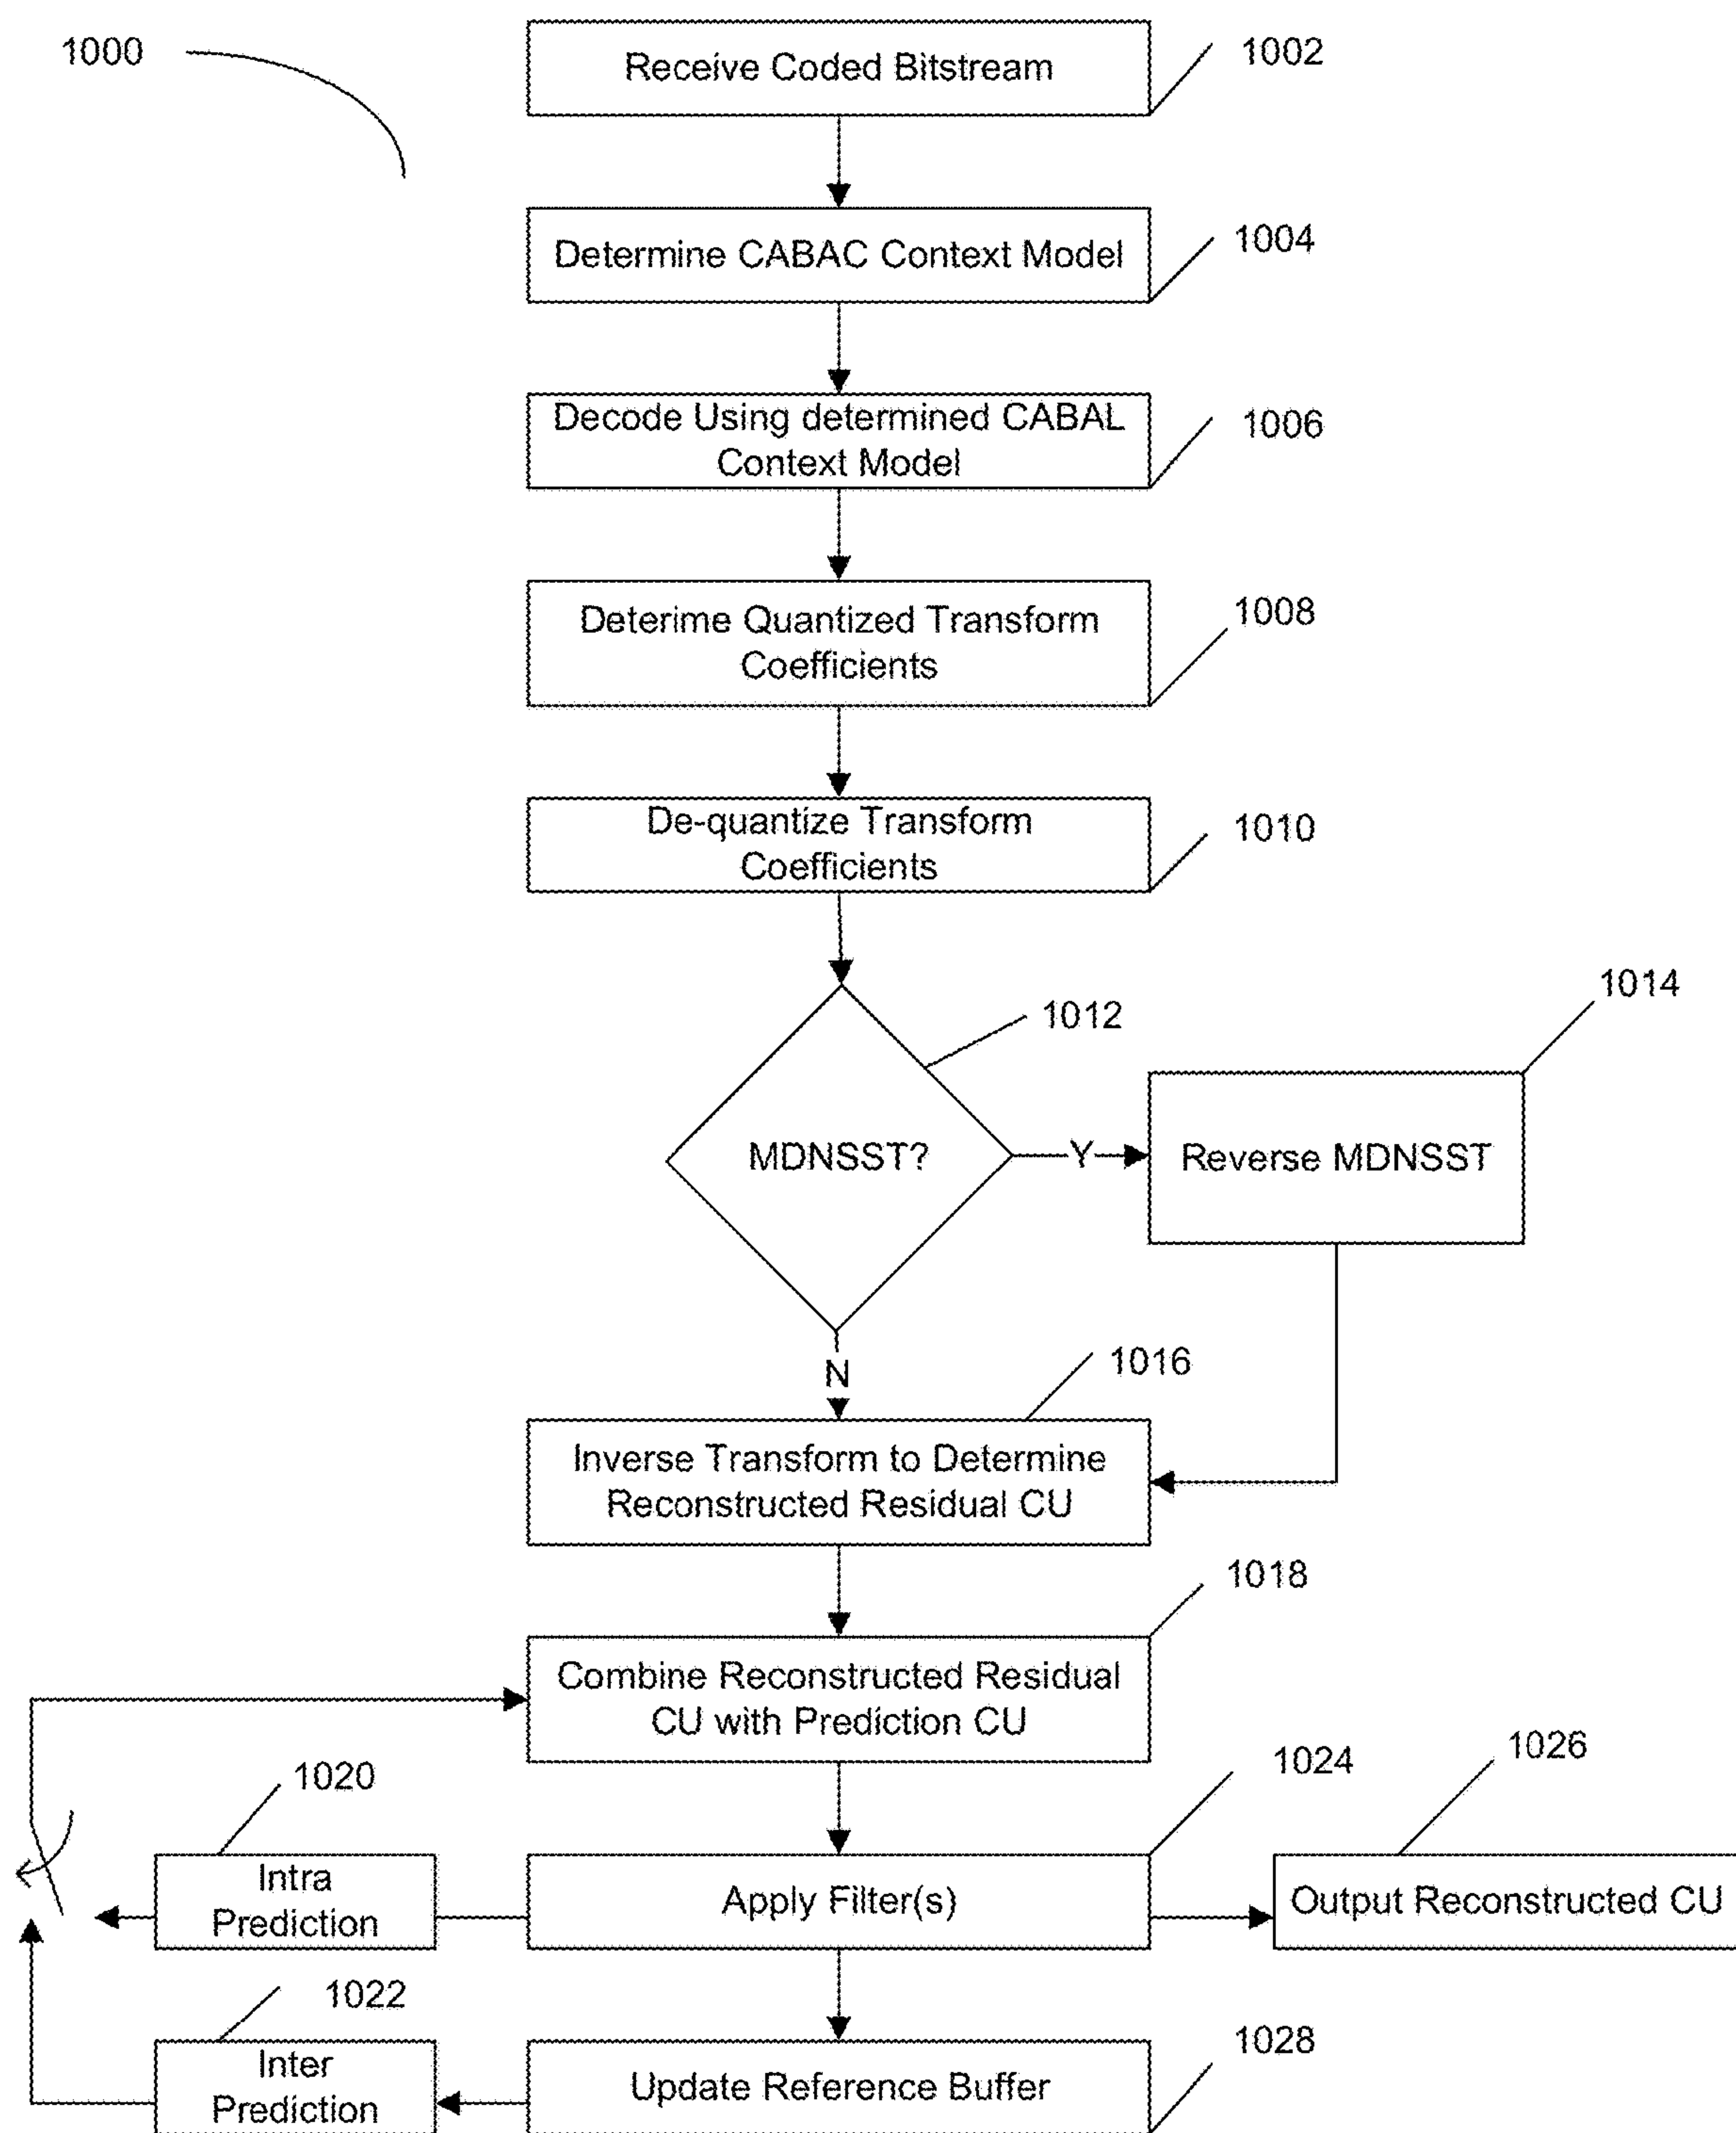 1000
Receive Coded Bitstream
1002
Determine CABAC Context Model
1004
Decode Using determined CABAL
Context Model
1006
Deterime Quantized Transform
Coefficients
1008
De-quantize Transform
Coefficients
1010
1012
1014
MDNSST?
Y
Reverse MDNSST
N
1016
Inverse Transform to Determine
Reconstructed Residual CU
1018
Combine Reconstructed Residual
CU with Prediction CU
1020
1024
1026
Intra
Prediction
Apply Filter(s)
Output Reconstructed CU
1022
1028
Inter
Prediction
Update Reference Buffer